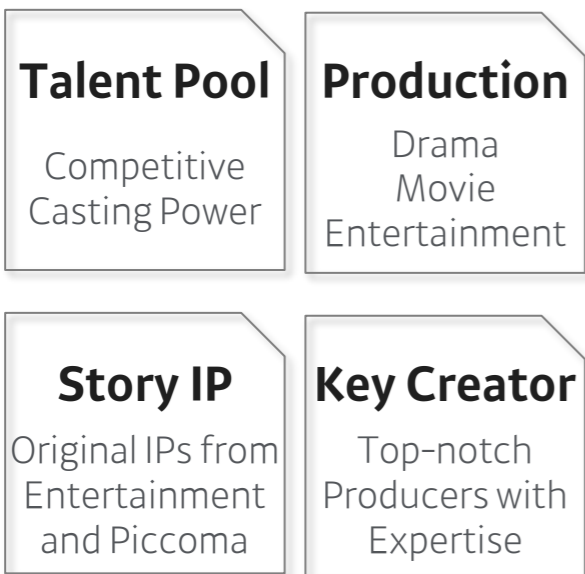 Talent Pool
Competitive
Casting Power
Production
Drama
Movie
Entertainment
Story IP
Original IPs from
Entertainment
and Piccoma
Key Creator
Top-notch
Producers with
Expertise